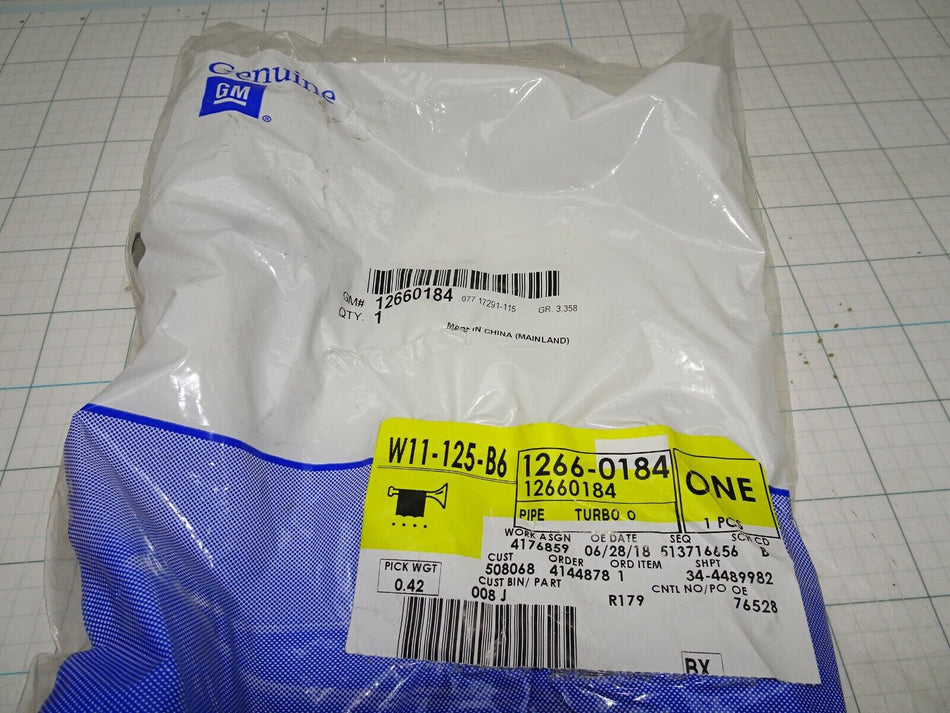 Genuine
GM
®
GM# 12660184 077 17291-115 GR. 3.358
QTY. 1
Made IN CHINA (MAINLAND)
W11-125-B6
1266-0184
12660184
PIPE TURBO O
ONE
1 PCS
WORK ASGN OE DATE SEQ SCH CD
4176859 06/28/18 513716656 B
CUST ORDER ORD ITEM SHPT
508068 4144878 1 34-4489982
PICK WGT
0.42
CUST BIN/ PART CNTL NO/PO OE
008 J R179 76528
BX